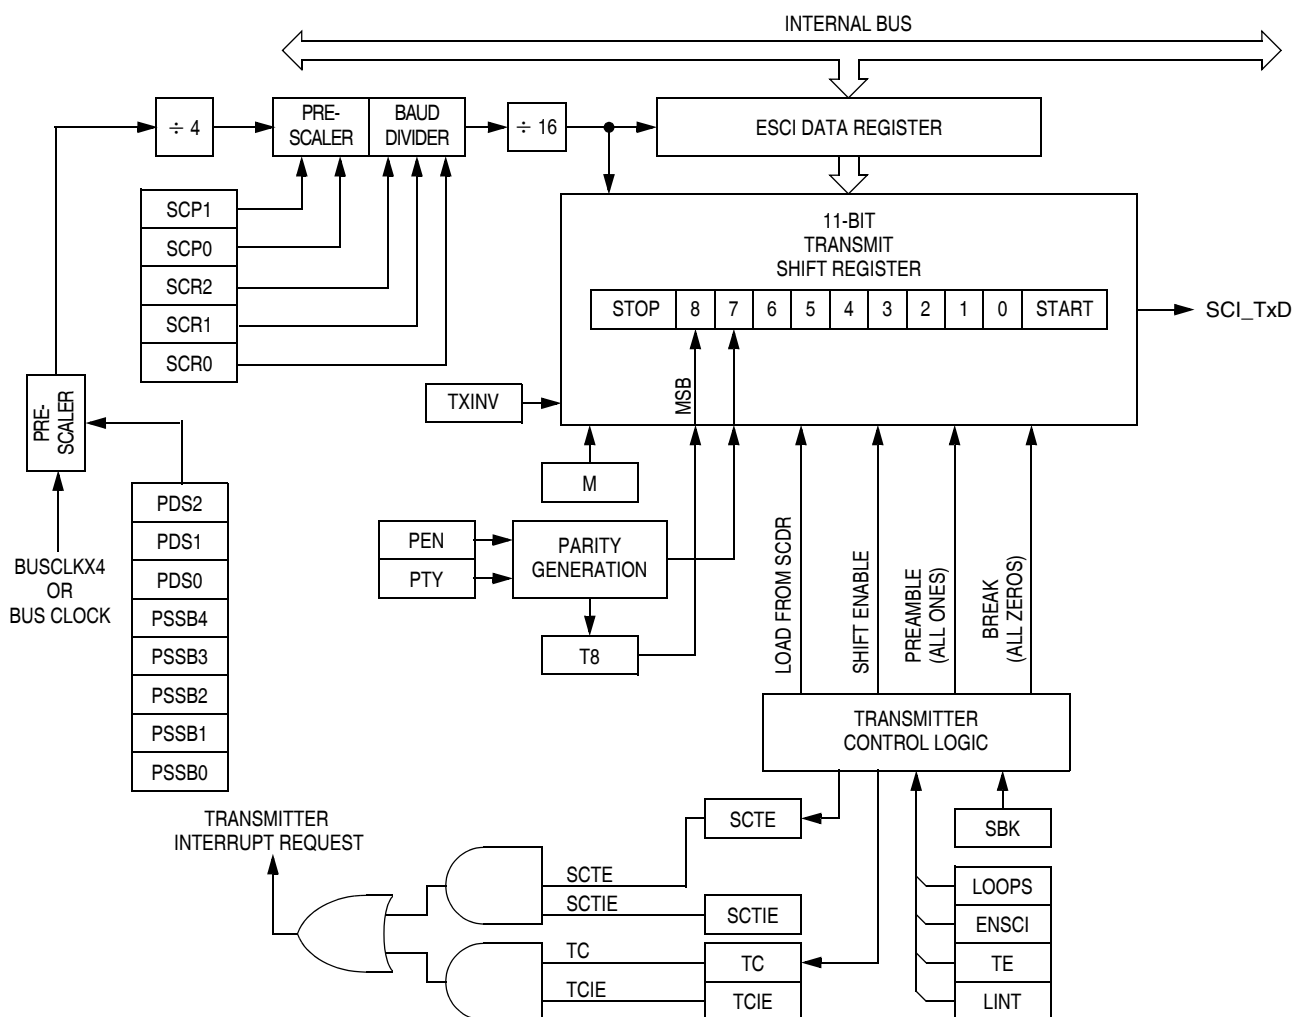 INTERNAL BUS
÷ 4
PRE-
SCALER
BAUD
DIVIDER
÷ 16
ESCI DATA REGISTER
SCP1
SCP0
SCR2
SCR1
SCR0
11-BIT
TRANSMIT
SHIFT REGISTER
STOP 8 7 6 5 4 3 2 1 0 START
SCI_TxD
PRE-
SCALER
TXINV
MSB
M
BUSCLKX4
OR
BUS CLOCK
PDS2
PDS1
PDS0
PSSB4
PSSB3
PSSB2
PSSB1
PSSB0
PEN
PTY
PARITY
GENERATION
T8
LOAD FROM SCDR
SHIFT ENABLE
PREAMBLE
(ALL ONES)
BREAK
(ALL ZEROS)
TRANSMITTER
CONTROL LOGIC
TRANSMITTER
INTERRUPT REQUEST
SCTE
SBK
SCTE
SCTIE
SCTIE
TC
TC
TCIE
TCIE
LOOPS
ENSCI
TE
LINT